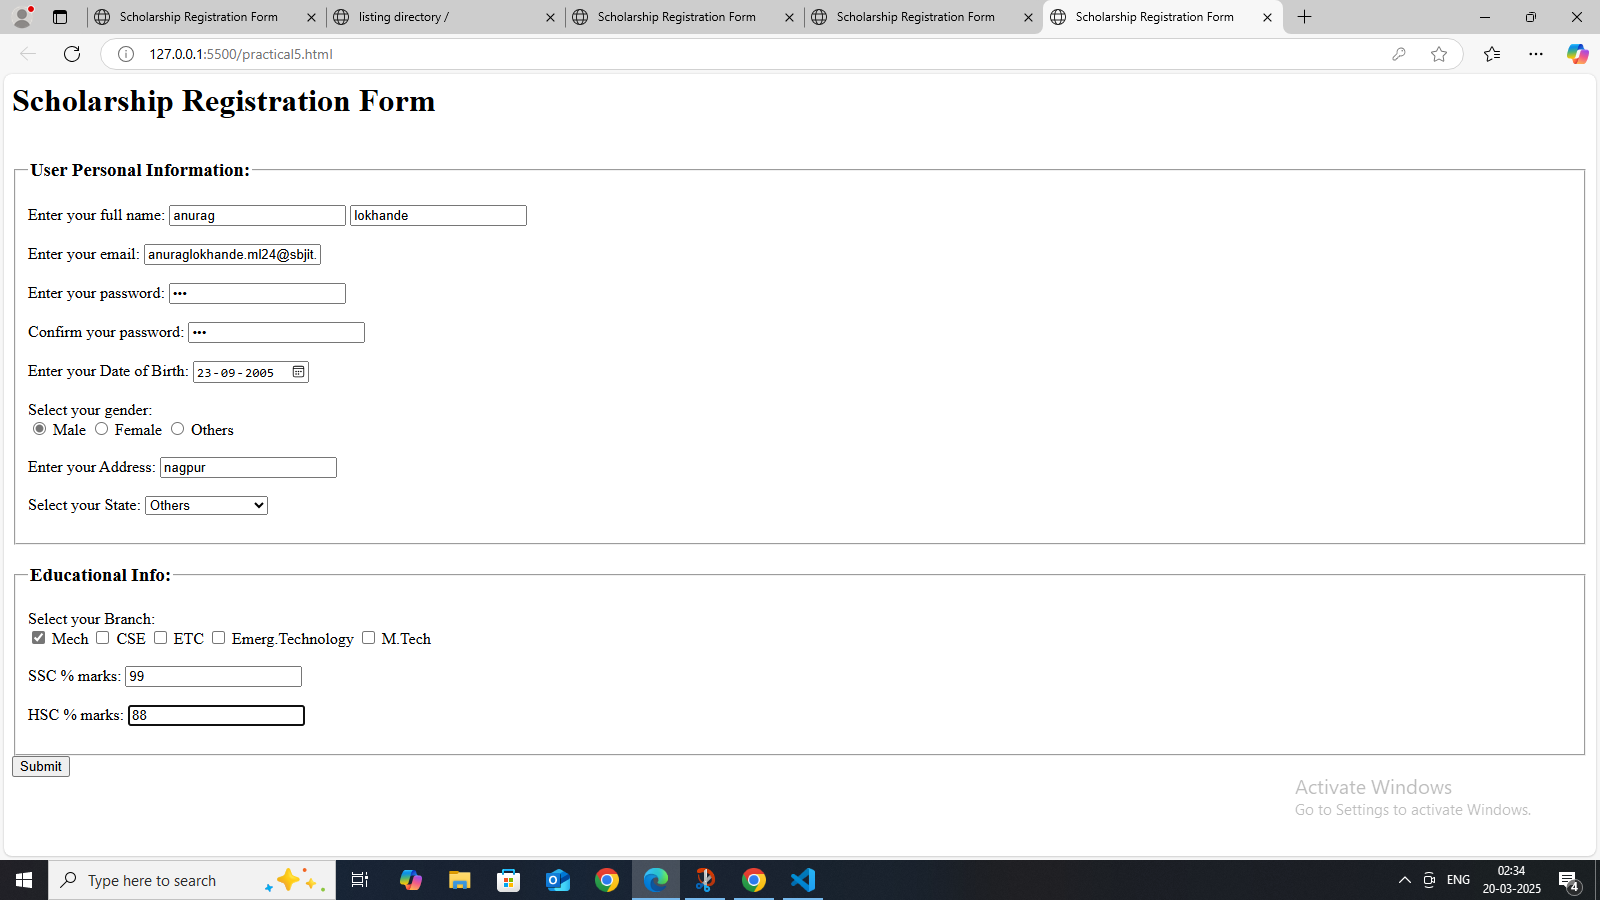 Scholarship Registration Form
listing directory /
Scholarship Registration Form
Scholarship Registration Form
Scholarship Registration Form
127.0.0.1:5500/practical5.html
Scholarship Registration Form
User Personal Information:
Enter your full name: anurag lokhande
Enter your email: anuraglokhande.ml24@sbjit.
Enter your password: •••
Confirm your password: •••
Enter your Date of Birth: 23-09-2005
Select your gender:
Male Female Others
Enter your Address: nagpur
Select your State: Others
Educational Info:
Select your Branch:
Mech CSE ETC Emerg.Technology M.Tech
SSC % marks: 99
HSC % marks: 88
Submit
Activate Windows
Go to Settings to activate Windows.
Type here to search
ENG
02:34
20-03-2025
4